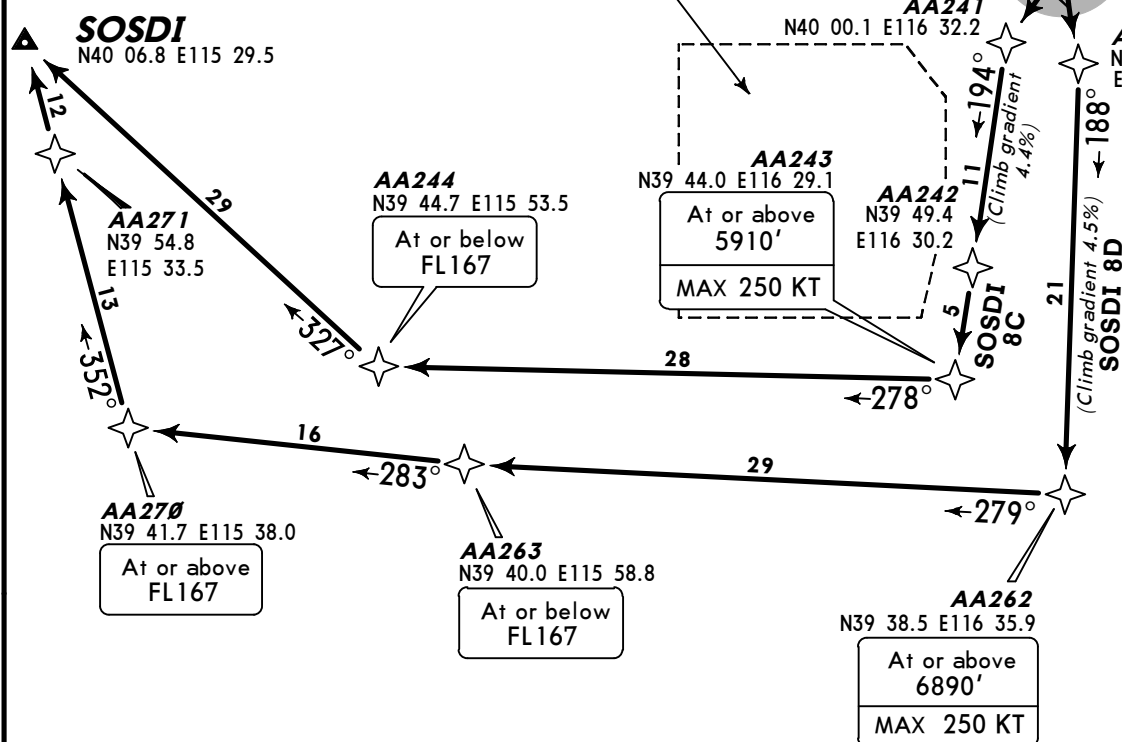 SOSDI
N40 06.8 E115 29.5
AA241
N40 00.1 E116 32.2
194°
(Climb gradient
4.4%)
11
188°
21
(Climb gradient 4.5%)
SOSDI 8D
12
AA271
N39 54.8
E115 33.5
29
AA244
N39 44.7 E115 53.5
At or below
FL167
AA243
N39 44.0 E116 29.1
At or above
5910'
MAX 250 KT
AA242
N39 49.4
E116 30.2
5
SOSDI
8C
13
352°
327°
28
278°
16
283°
29
279°
AA27Ø
N39 41.7 E115 38.0
At or above
FL167
AA263
N39 40.0 E115 58.8
At or below
FL167
AA262
N39 38.5 E116 35.9
At or above
6890'
MAX 250 KT